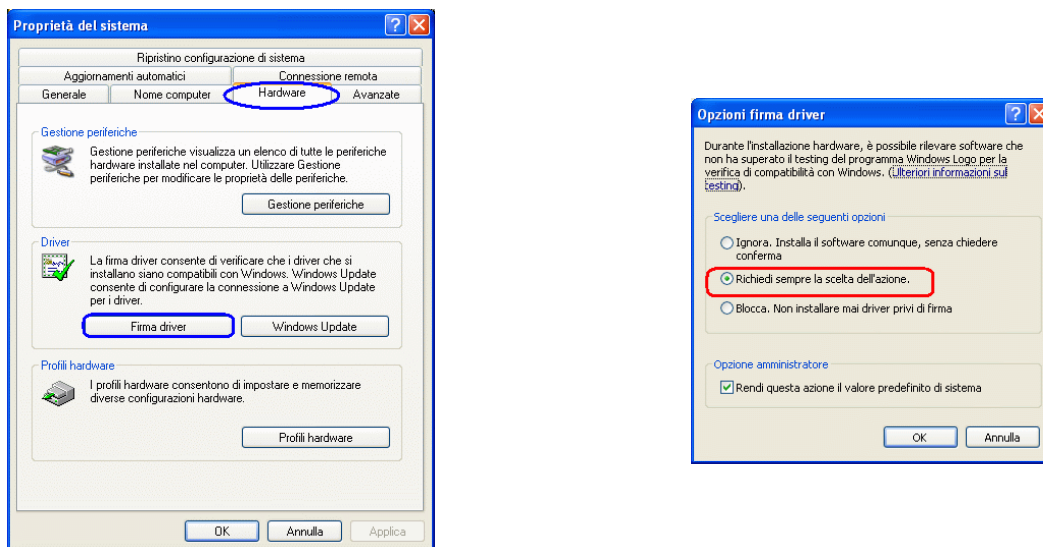 Proprietà del sistema
Ripristino configurazione di sistema
Aggiornamenti automatici
Connessione remota
Generale
Nome computer
Hardware
Avanzate
Gestione periferiche
Gestione periferiche visualizza un elenco di tutte le periferiche
hardware installate nel computer. Utilizzare Gestione
periferiche per modificare le proprietà delle periferiche.
Gestione periferiche
Driver
La firma driver consente di verificare che i driver che si
installano siano compatibili con Windows. Windows Update
consente di configurare la connessione a Windows Update
per i driver.
Firma driver
Windows Update
Profili hardware
I profili hardware consentono di impostare e memorizzare
diverse configurazioni hardware.
Profili hardware
OK
Annulla
Applica
Opzioni firma driver
Durante l'installazione hardware, è possibile rilevare software che
non ha superato il testing del programma Windows Logo per la
verifica di compatibilità con Windows. (Ulteriori informazioni sul
testing).
Scegliere una delle seguenti opzioni
Ignora. Installa il software comunque, senza chiedere
conferma
Richiedi sempre la scelta dell'azione.
Blocca. Non installare mai driver privi di firma
Opzione amministratore
Rendi questa azione il valore predefinito di sistema
OK
Annulla